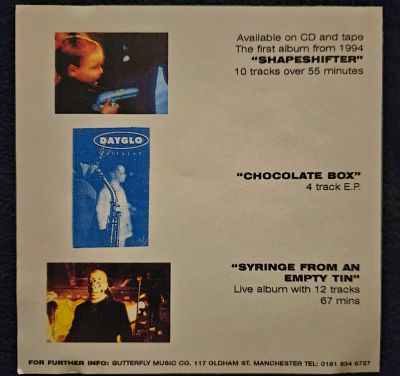 Available on CD and tape
The first album from 1994
"SHAPESHIFTER"
10 tracks over 55 minutes
DAYGLO
"CHOCOLATE BOX"
4 track E.P.
"SYRINGE FROM AN
EMPTY TIN"
Live album with 12 tracks
67 mins
FOR FURTHER INFO: BUTTERFLY MUSIC CO. 117 OLDHAM ST. MANCHESTER TEL: 0161 834 6727